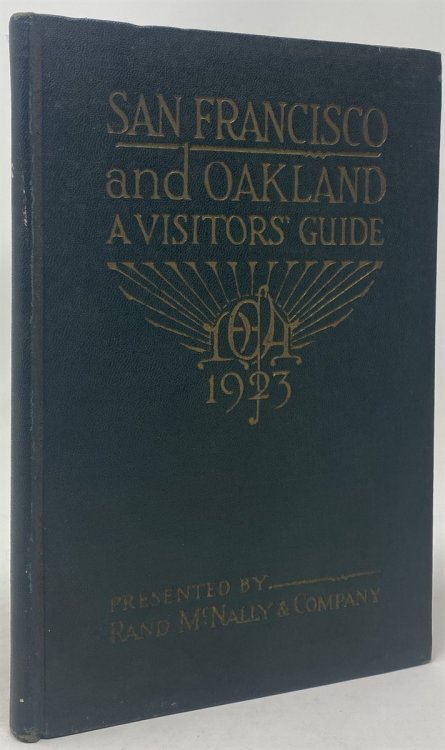 SAN FRANCISCO
and OAKLAND
A VISITORS' GUIDE
1923
PRESENTED BY
RAND McNALLY & COMPANY